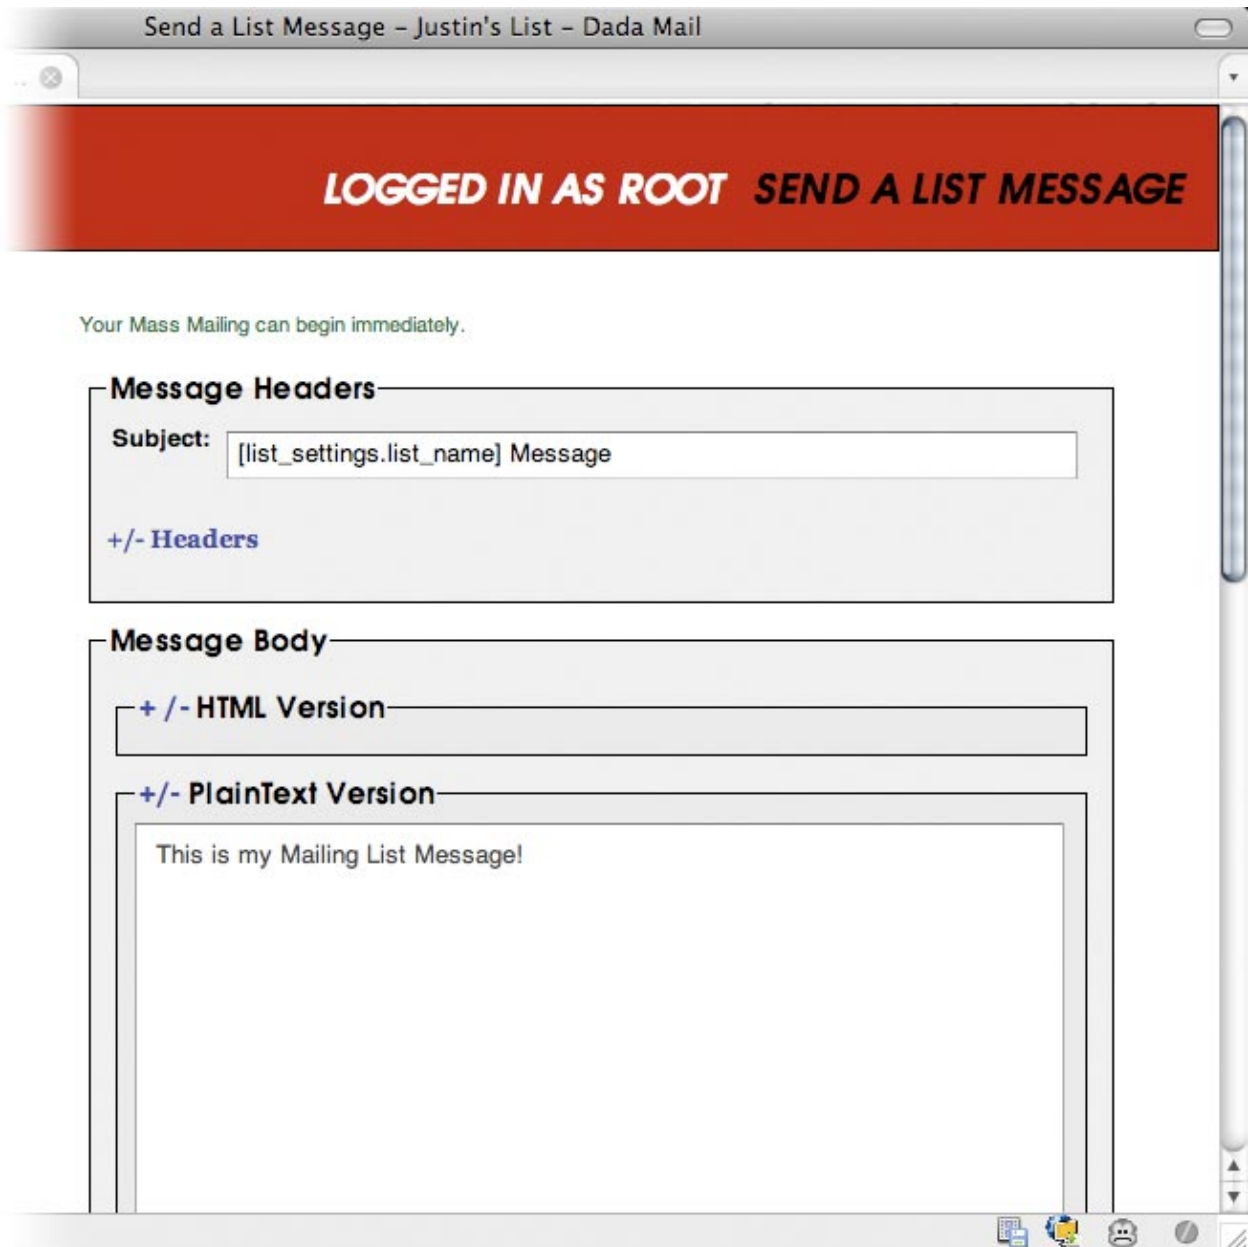 Send a List Message – Justin's List – Dada Mail
..
LOGGED IN AS ROOT SEND A LIST MESSAGE
Your Mass Mailing can begin immediately.
Message Headers
Subject: [list_settings.list_name] Message
+/- Headers
Message Body
+ /- HTML Version
+/- PlainText Version
This is my Mailing List Message!